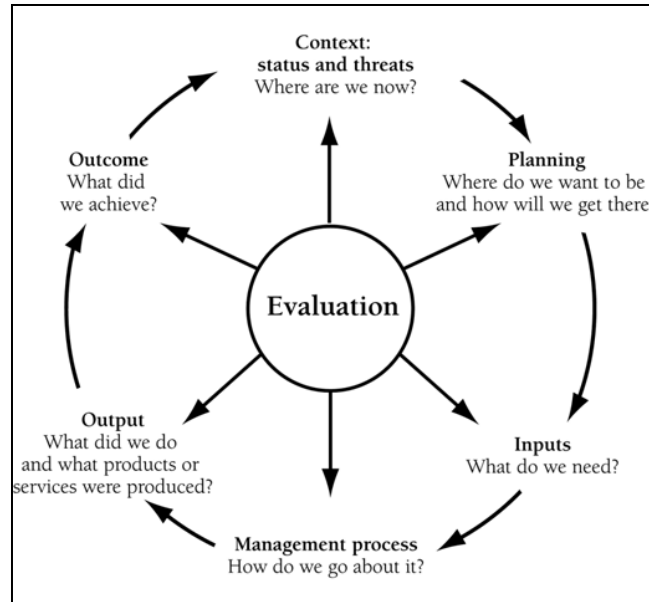 Context:
status and threats
Where are we now?
Planning
Where do we want to be
and how will we get there
Inputs
What do we need?
Management process
How do we go about it?
Output
What did we do
and what products or
services were produced?
Outcome
What did
we achieve?
Evaluation